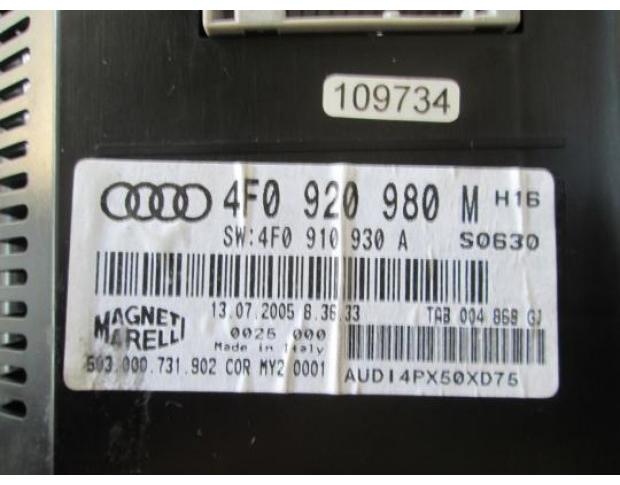 109734
4F0 920 980 M H16
SW:4F0 910 930 A S0630
13.07.2005 8.36.33 TAB 004 869 GJ
MAGNETI
MARELLI
0025 000
Made in Italy
503.000.731.902 COR MY2 0001
AUDI4PX50XD75